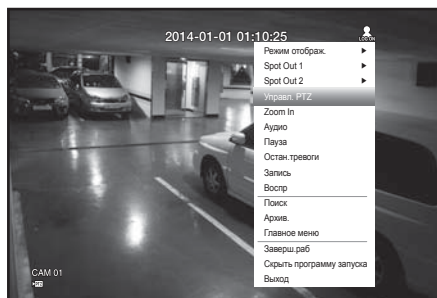 2014-01-01 01:10:25
LOG ON
Режим отображ.
Spot Out 1
Spot Out 2
Управл. PTZ
Zoom In
Аудио
Пауза
Остан.тревоги
Запись
Воспр
Поиск
Архив.
Главное меню
Заверш.раб
Скрыть программу запуска
Выход
CAM 01
PTZ